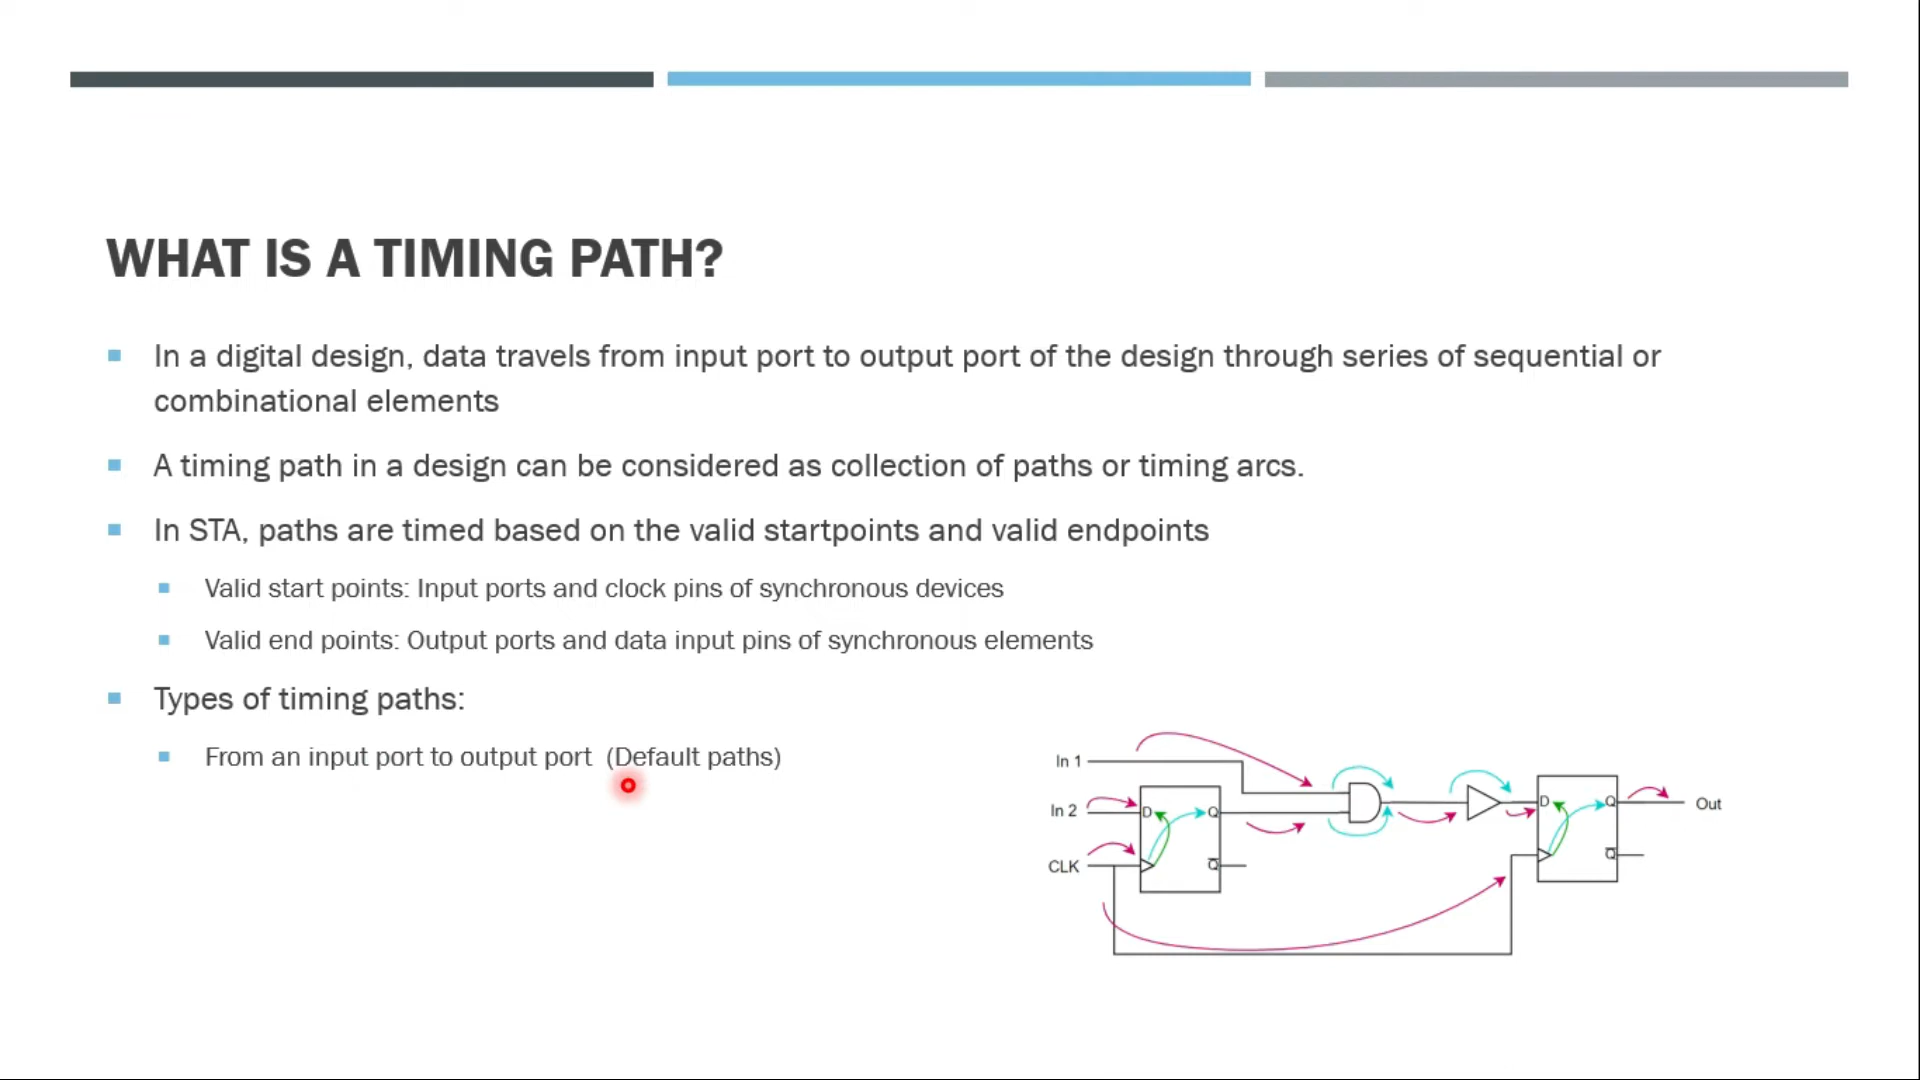 WHAT IS A TIMING PATH?
In a digital design, data travels from input port to output port of the design through series of sequential or
combinational elements
A timing path in a design can be considered as collection of paths or timing arcs.
In STA, paths are timed based on the valid startpoints and valid endpoints
Valid start points: Input ports and clock pins of synchronous devices
Valid end points: Output ports and data input pins of synchronous elements
Types of timing paths:
From an input port to output port (Default paths)
In 1
In 2
CLK
D
Q
Q̅
D
Q
Q̅
Out